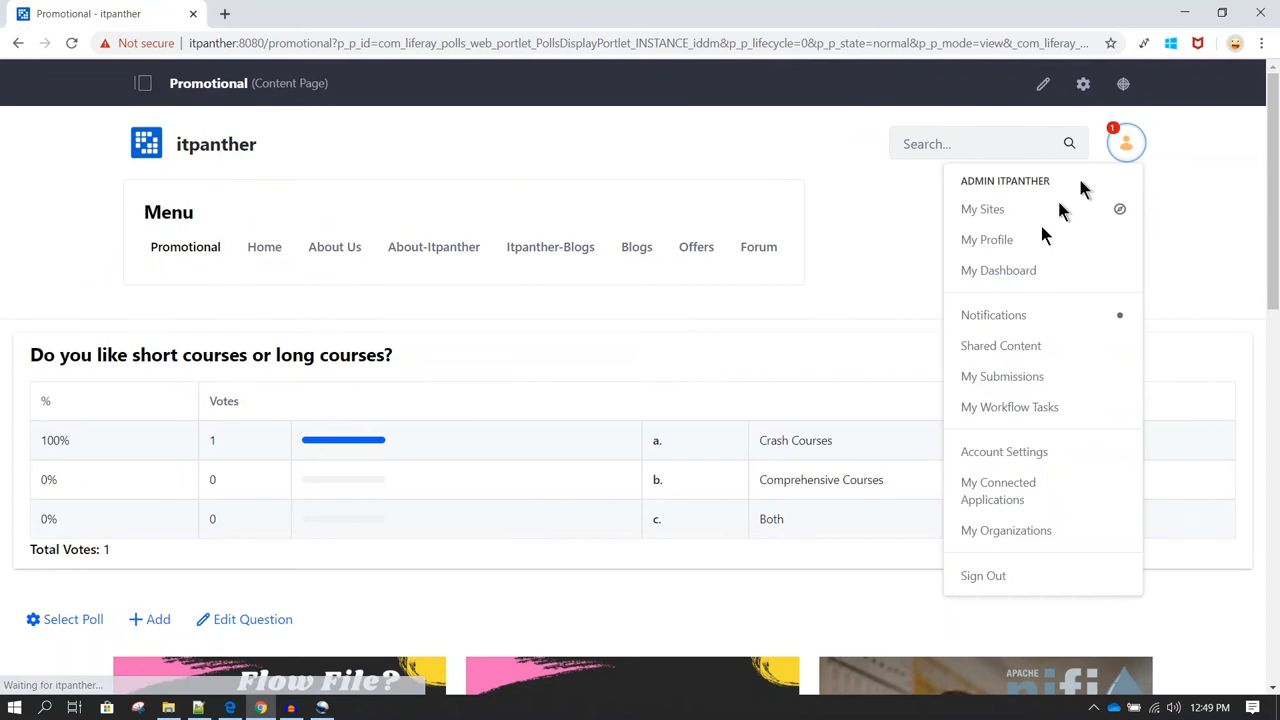 Promotional - itpanther
Not secure
itpanther:8080/promotional?p_p_id=com_liferay_polls_web_portlet_PollsDisplayPortlet_INSTANCE_iddm&p_p_lifecycle=0&p_p_state=normal&p_p_mode=view&_com_liferay_...
Promotional (Content Page)
itpanther
Search...
1
Menu
Promotional Home About Us About-Itpanther Itpanther-Blogs Blogs Offers Forum
ADMIN ITPANTHER
My Sites
My Profile
My Dashboard
Notifications
Shared Content
My Submissions
My Workflow Tasks
Account Settings
My Connected
Applications
My Organizations
Sign Out
Do you like short courses or long courses?
% Votes
100% 1 a. Crash Courses
0% 0 b. Comprehensive Courses
0% 0 c. Both
Total Votes: 1
Select Poll Add Edit Question
Flow File?
APACHE
nifi
Waiting for itpanther...
12:49 PM